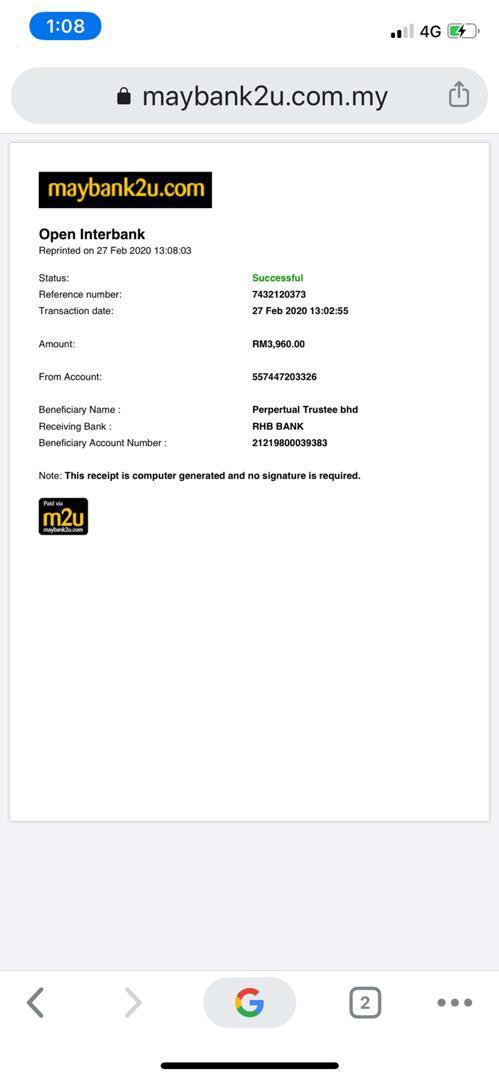 1:08
4G
maybank2u.com.my
maybank2u.com
Open Interbank
Reprinted on 27 Feb 2020 13:08:03
Status: Successful
Reference number: 7432120373
Transaction date: 27 Feb 2020 13:02:55
Amount: RM3,960.00
From Account: 557447203326
Beneficiary Name : Perpertual Trustee bhd
Receiving Bank : RHB BANK
Beneficiary Account Number : 21219800039383
Note: This receipt is computer generated and no signature is required.
Paid via
m2u
maybank2u.com
G
2